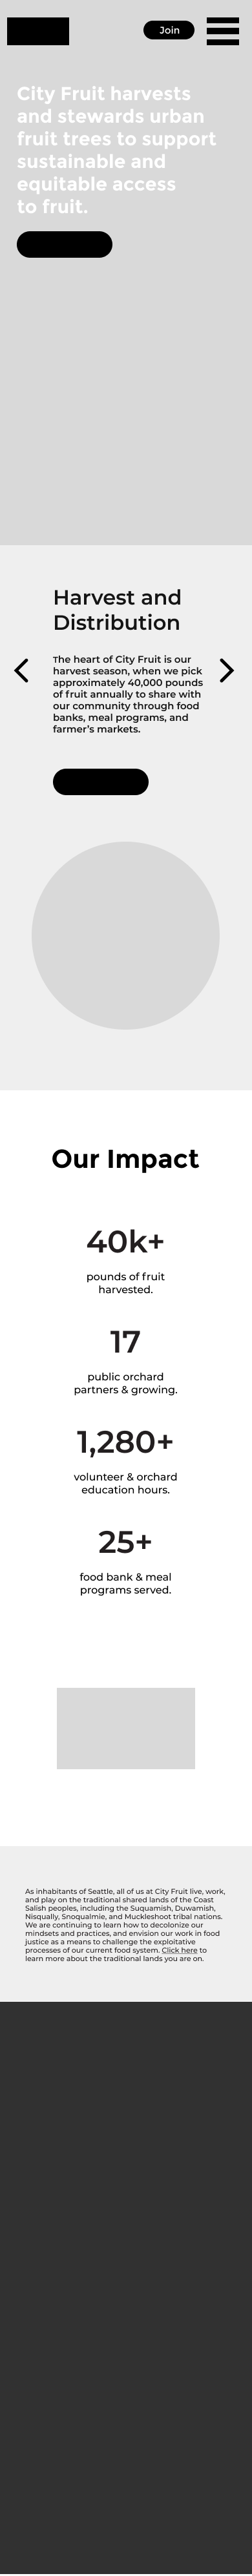 Join
City Fruit harvests
and stewards urban
fruit trees to support
sustainable and
equitable access
to fruit.
Harvest and
Distribution
The heart of City Fruit is our
harvest season, when we pick
approximately 40,000 pounds
of fruit annually to share with
our community through food
banks, meal programs, and
farmer’s markets.
Our Impact
40k+
pounds of fruit
harvested.
17
public orchard
partners & growing.
1,280+
volunteer & orchard
education hours.
25+
food bank & meal
programs served.
As inhabitants of Seattle, all of us at City Fruit live, work,
and play on the traditional shared lands of the Coast
Salish peoples, including the Suquamish, Duwamish,
Nisqually, Snoqualmie, and Muckleshoot tribal nations.
We are continuing to learn how to decolonize our
mindsets and practices, and envision our work in food
justice as a means to challenge the exploitative
processes of our current food system. Click here to
learn more about the traditional lands you are on.